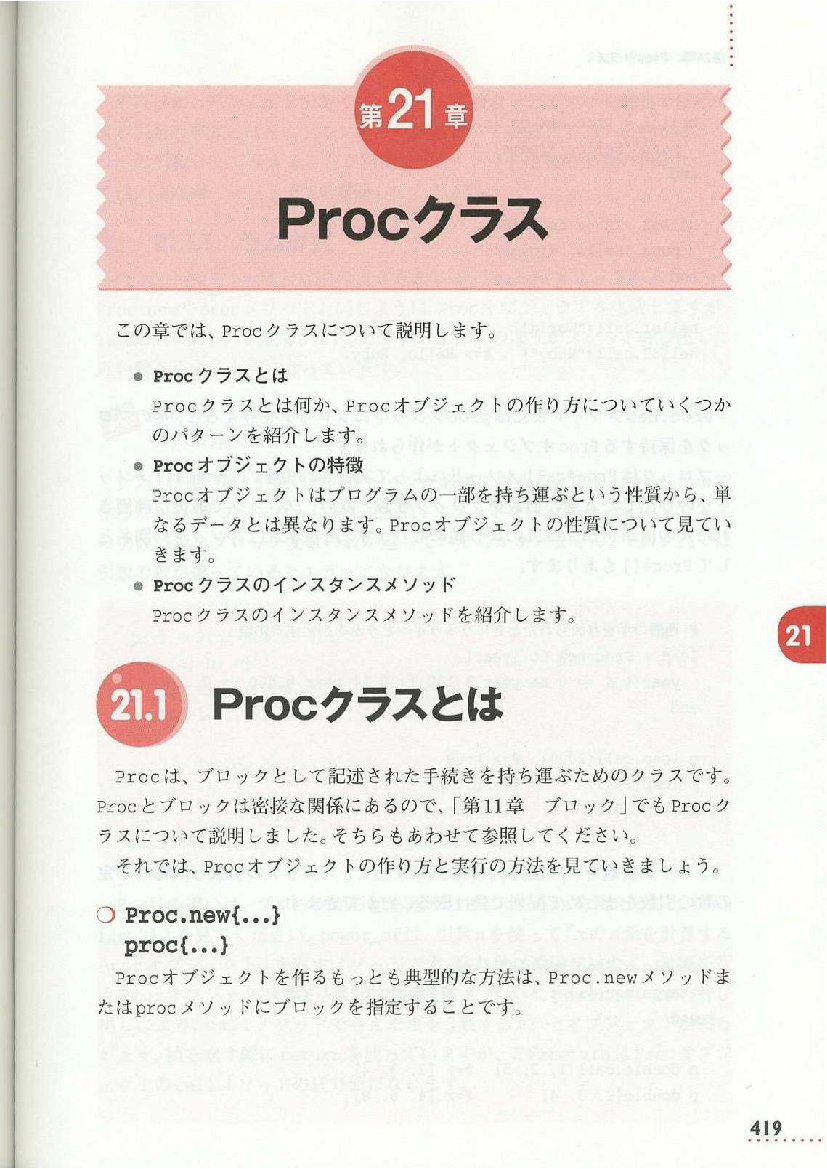 第21章
Procクラス
この章では、Procクラスについて説明します。
● Procクラスとは
Procクラスとは何か、Procオブジェクトの作り方についていくつか
のパターンを紹介します。
● Procオブジェクトの特徴
Procオブジェクトはプログラムの一部を持ち運ぶという性質から、単
なるデータとは異なります。Procオブジェクトの性質について見てい
きます。
● Procクラスのインスタンスメソッド
Procクラスのインスタンスメソッドを紹介します。
21
21.1 Procクラスとは
Procは、ブロックとして記述された手続きを持ち運ぶためのクラスです。
Procとブロックは密接な関係にあるので、「第11章　ブロック」でもProcク
ラスについて説明しました。そちらもあわせて参照してください。
それでは、Procオブジェクトの作り方と実行の方法を見ていきましょう。
❍ Proc.new{...}
proc{...}
Procオブジェクトを作るもっとも典型的な方法は、Proc.newメソッドま
たはprocメソッドにブロックを指定することです。
419